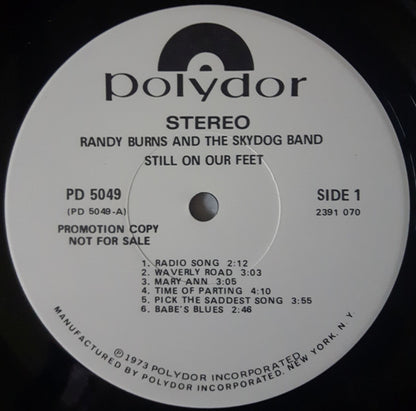 polydor
STEREO
RANDY BURNS AND THE SKYDOG BAND
STILL ON OUR FEET
PD 5049
(PD 5049-A)
SIDE 1
2391 070
PROMOTION COPY
NOT FOR SALE
1. RADIO SONG 2:12
2. WAVERLY ROAD 3:03
3. MARY ANN 3:05
4. TIME OF PARTING 4:10
5. PICK THE SADDEST SONG 3:55
6. BABE'S BLUES 2:46
℗ 1973 POLYDOR INCORPORATED
MANUFACTURED BY POLYDOR INCORPORATED, NEW YORK, N.Y.